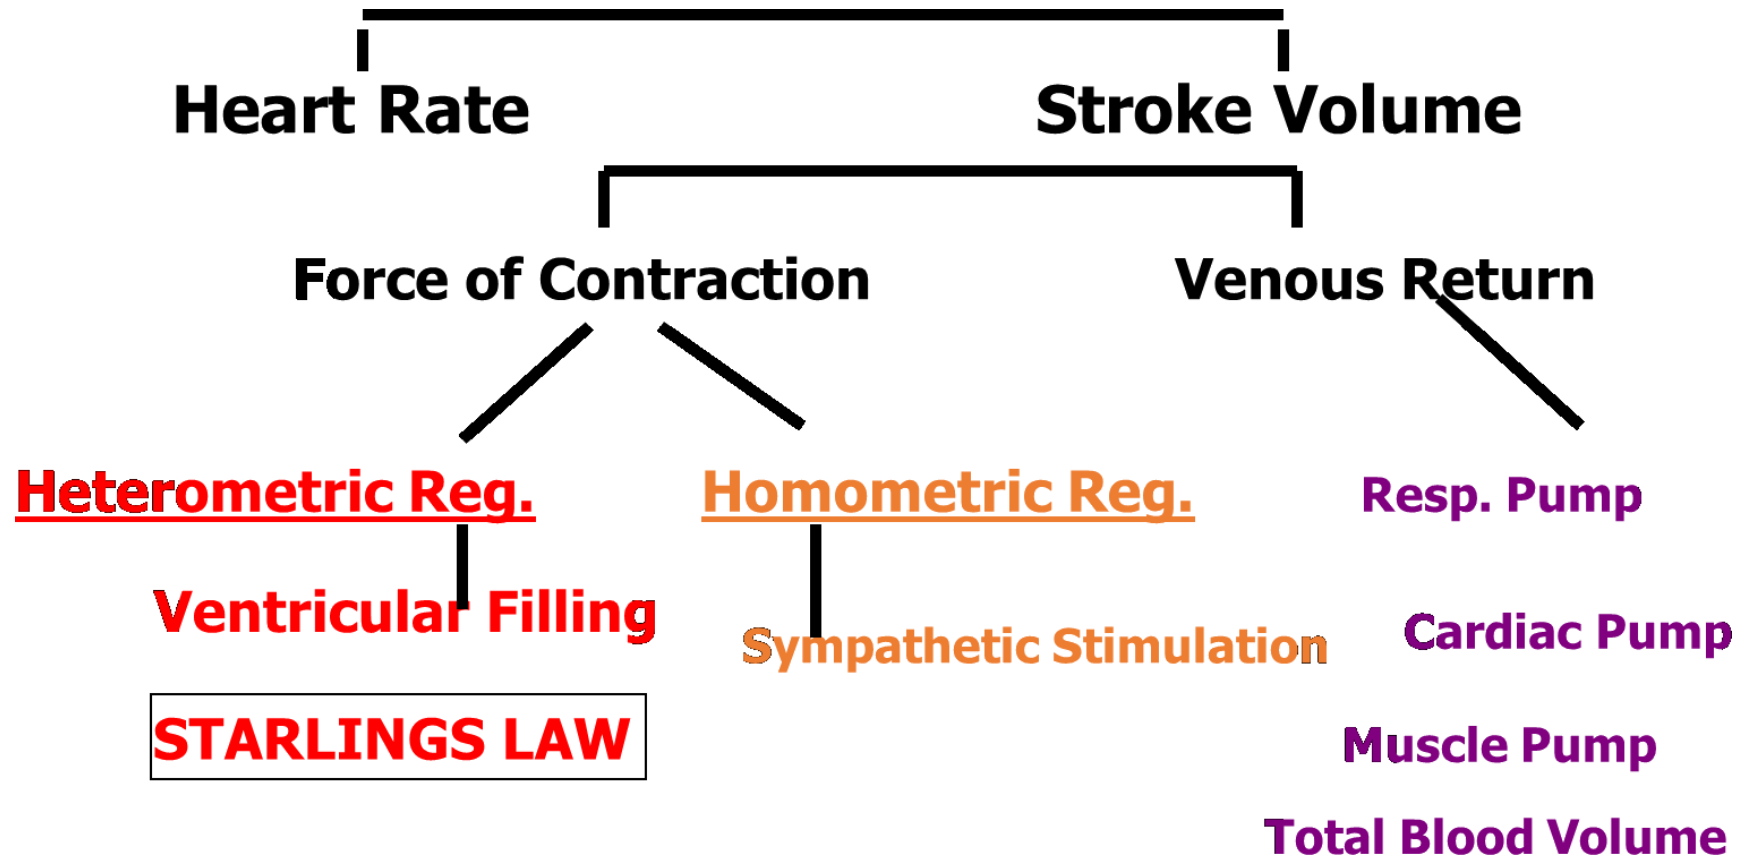 Heart Rate
Stroke Volume
Force of Contraction
Venous Return
Heterometric Reg.
Homometric Reg.
Resp. Pump
Ventricular Filling
Sympathetic Stimulation
Cardiac Pump
STARLINGS LAW
Muscle Pump
Total Blood Volume